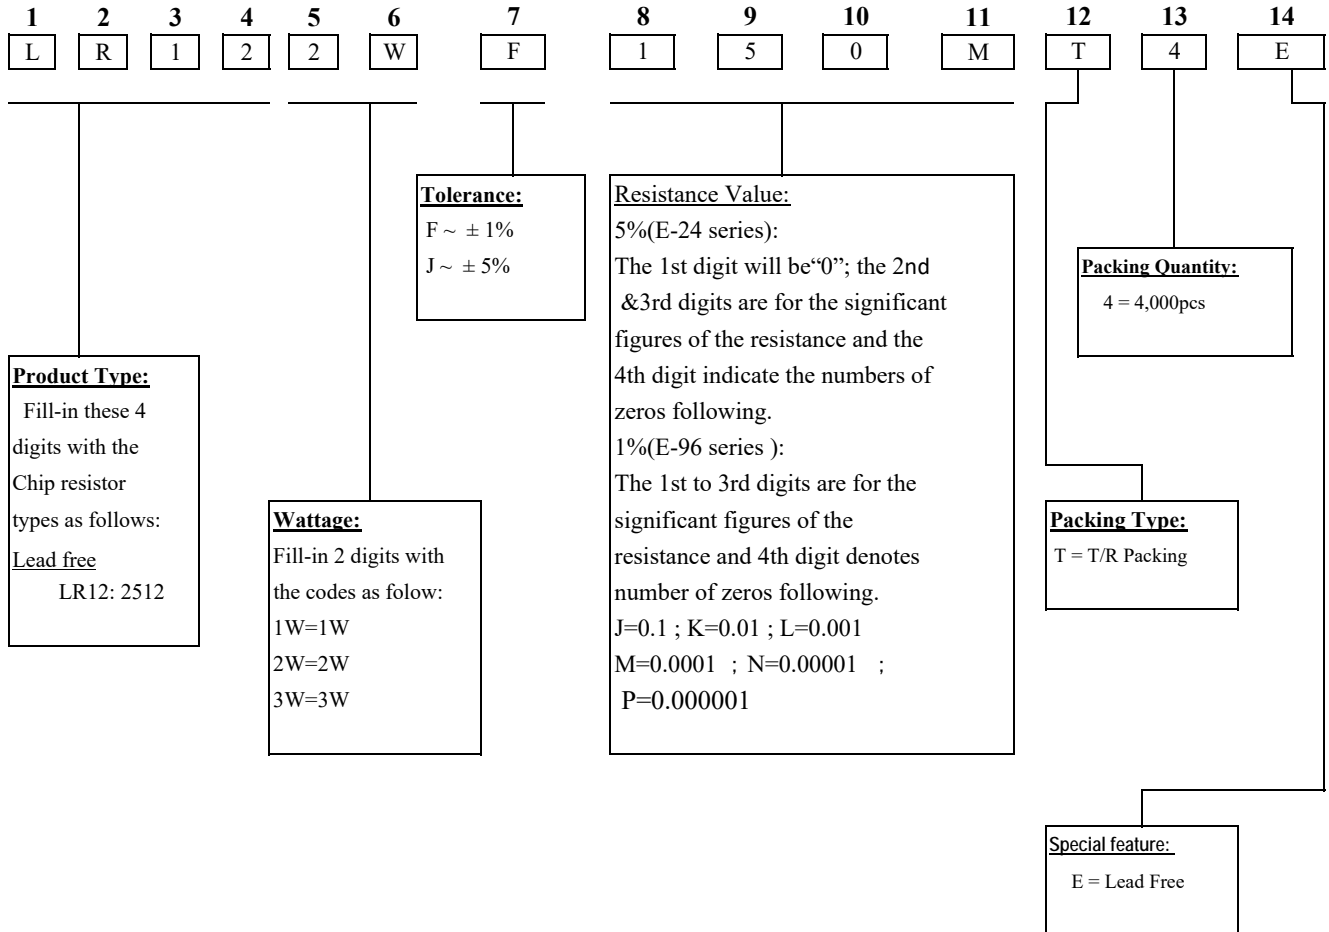 1 2 3 4 5 6 7 8 9 10 11 12 13 14
L R 1 2 2 W F 1 5 0 M T 4 E
Tolerance:
F ~ ± 1%
J ~ ± 5%
Resistance Value:
5%(E-24 series):
The 1st digit will be“0”; the 2nd
&3rd digits are for the significant
figures of the resistance and the
4th digit indicate the numbers of
zeros following.
1%(E-96 series ):
The 1st to 3rd digits are for the
significant figures of the
resistance and 4th digit denotes
number of zeros following.
J=0.1 ; K=0.01 ; L=0.001
M=0.0001 ; N=0.00001 ;
P=0.000001
Packing Quantity:
4 = 4,000pcs
Product Type:
Fill-in these 4
digits with the
Chip resistor
types as follows:
Lead free
LR12: 2512
Wattage:
Fill-in 2 digits with
the codes as folow:
1W=1W
2W=2W
3W=3W
Packing Type:
T = T/R Packing
Special feature:
E = Lead Free